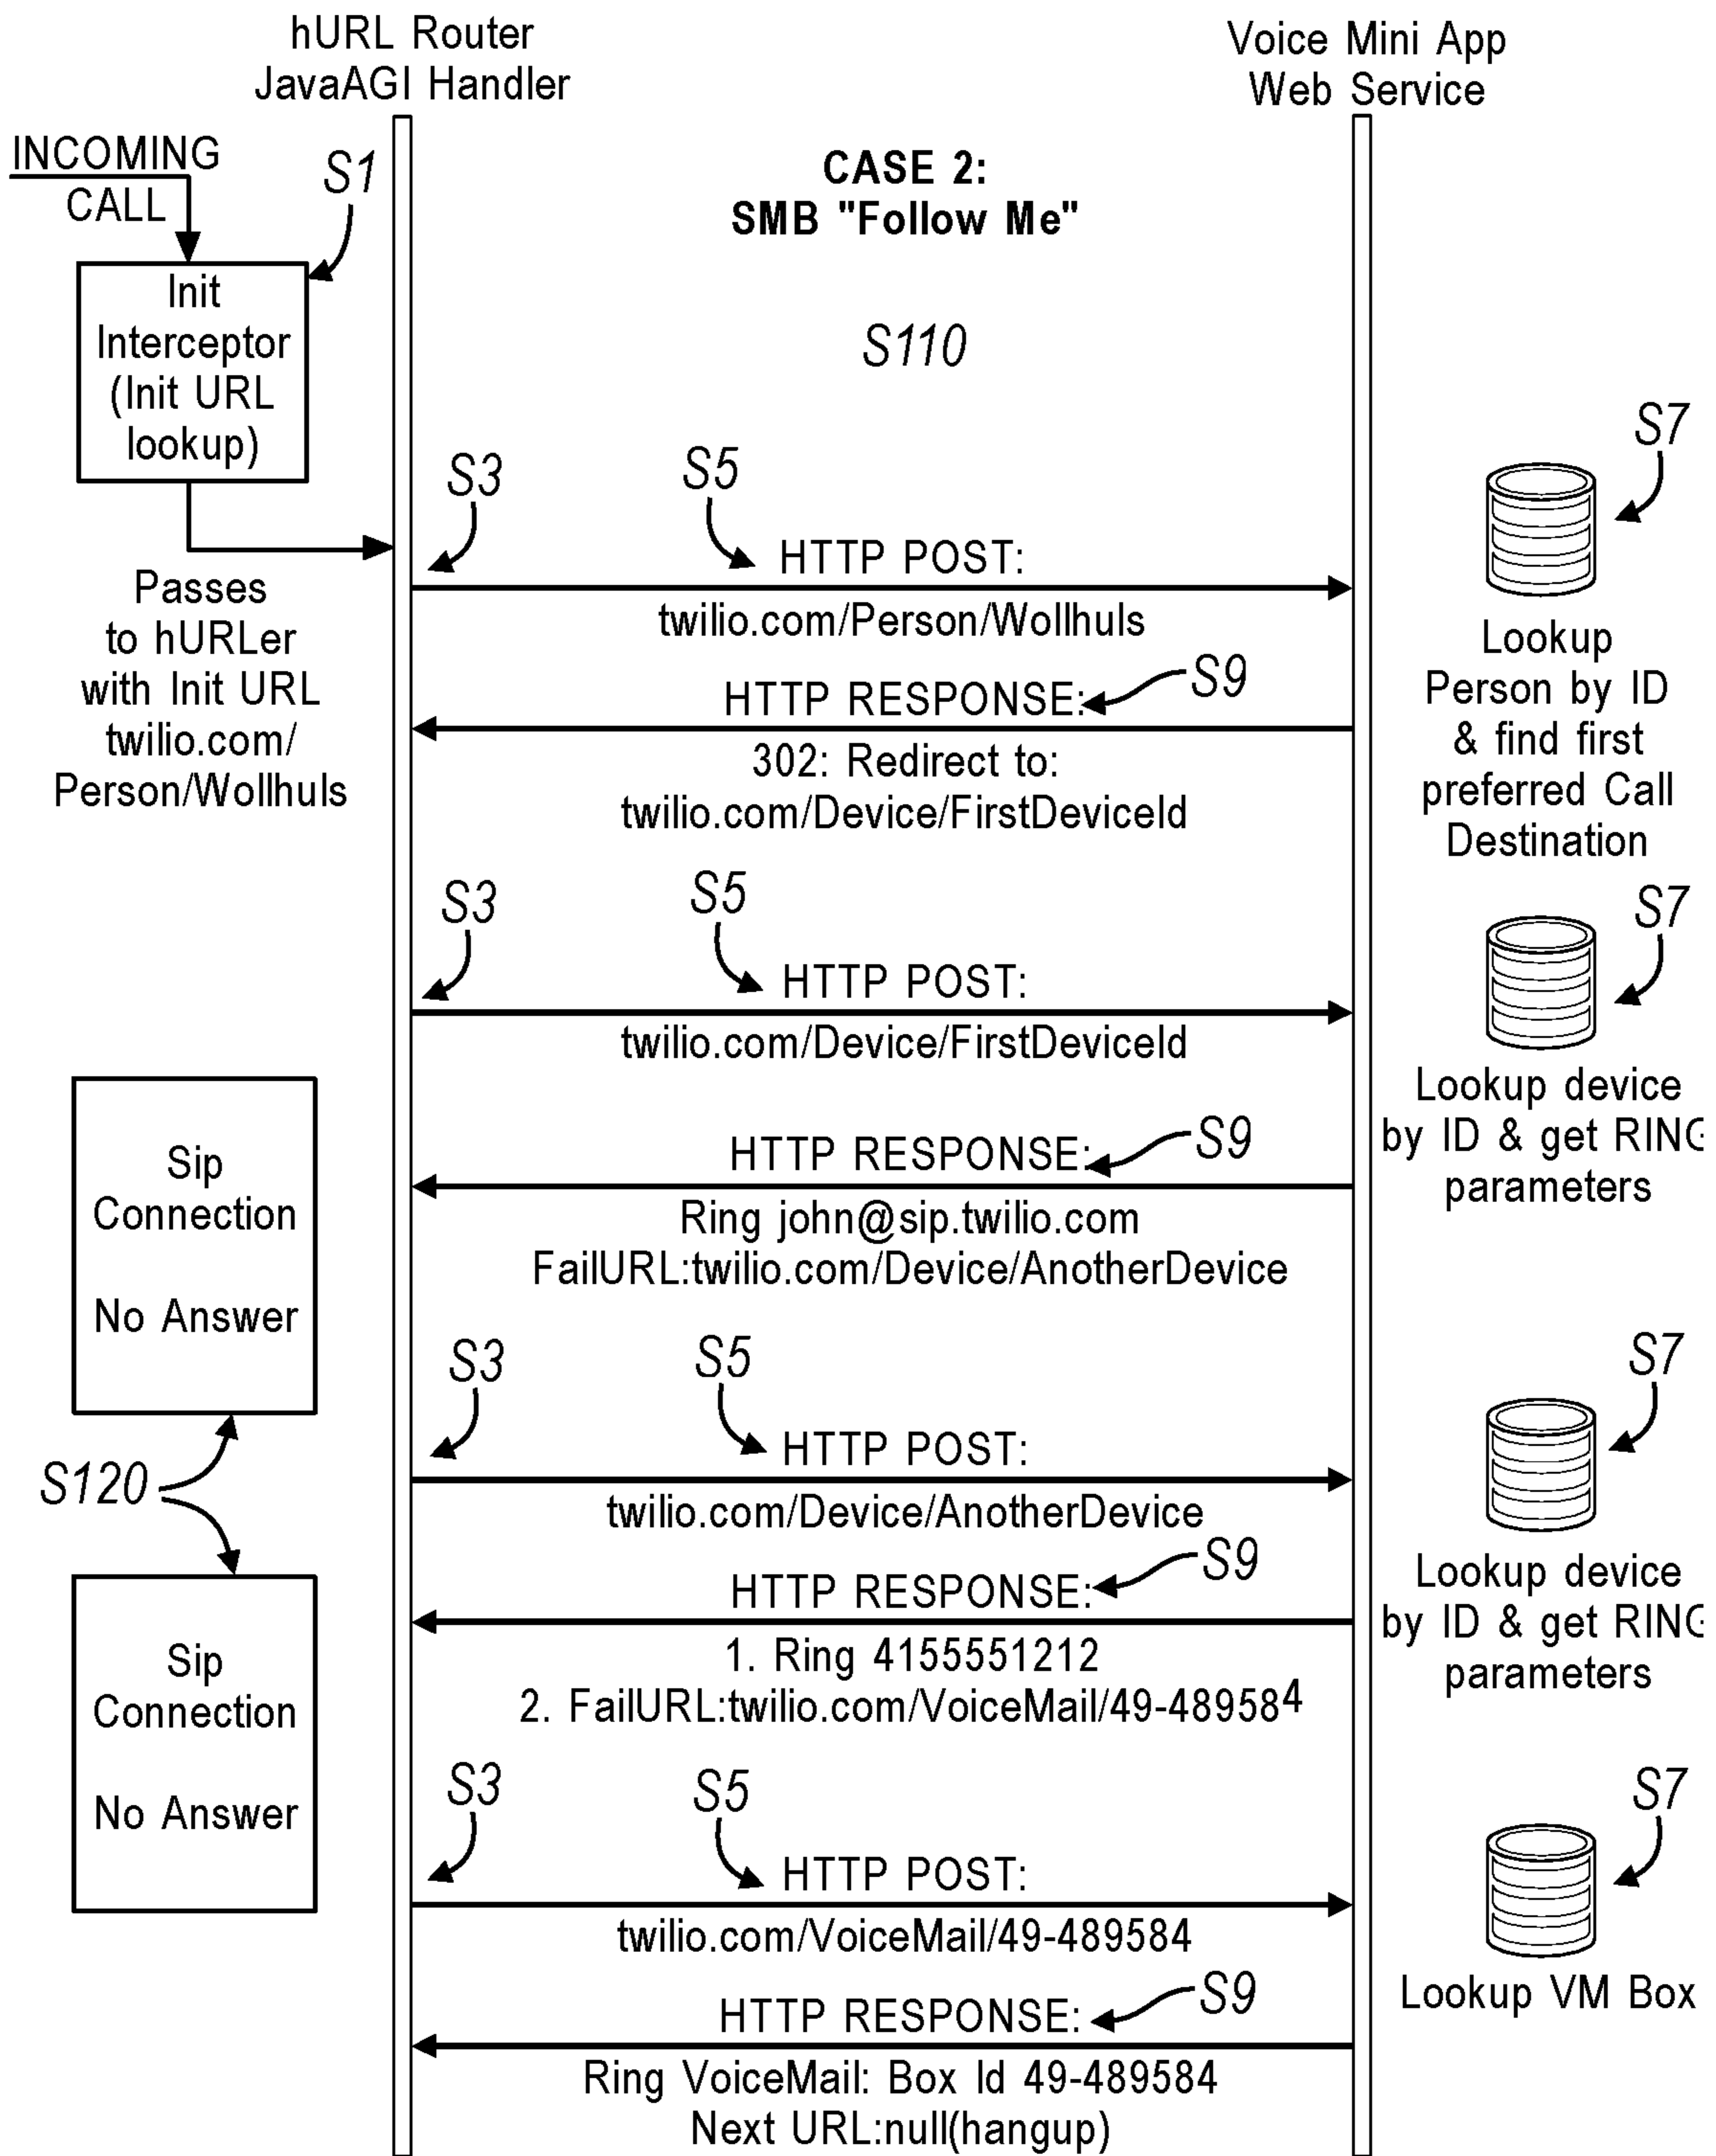 hURL Router
JavaAGI Handler
Voice Mini App
Web Service
INCOMING
CALL
S1
CASE 2:
SMB "Follow Me"
Init
Interceptor
(Init URL
lookup)
S110
S7
S3
S5
HTTP POST:
twilio.com/Person/Wollhuls
Passes
to hURLer
with Init URL
twilio.com/
Person/Wollhuls
Lookup
Person by ID
& find first
preferred Call
Destination
HTTP RESPONSE:
S9
302: Redirect to:
twilio.com/Device/FirstDeviceId
S3
S5
S7
HTTP POST:
twilio.com/Device/FirstDeviceId
Lookup device
by ID & get RING
parameters
Sip
Connection
No Answer
HTTP RESPONSE:
S9
Ring john@sip.twilio.com
FailURL:twilio.com/Device/AnotherDevice
S3
S5
S7
HTTP POST:
twilio.com/Device/AnotherDevice
S120
Lookup device
by ID & get RING
parameters
HTTP RESPONSE:
S9
1. Ring 4155551212
2. FailURL:twilio.com/VoiceMail/49-489584
Sip
Connection
No Answer
S3
S5
S7
HTTP POST:
twilio.com/VoiceMail/49-489584
Lookup VM Box
HTTP RESPONSE:
S9
Ring VoiceMail: Box Id 49-489584
Next URL:null(hangup)